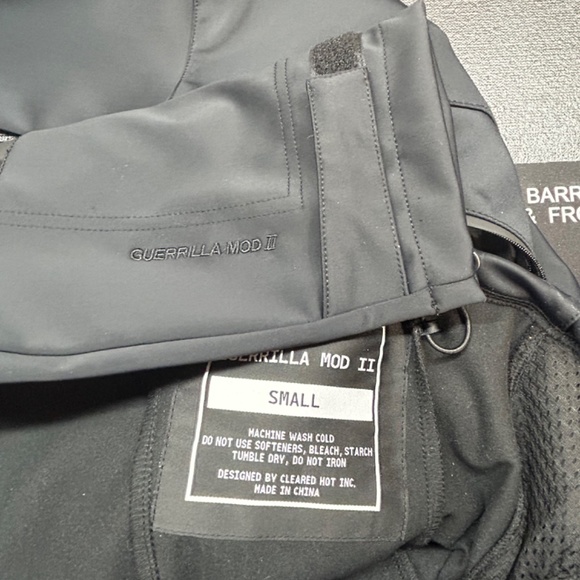 BARR
& FRO
GUERRILLA MOD II
GUERRILLA MOD II
SMALL
MACHINE WASH COLD
DO NOT USE SOFTENERS, BLEACH, STARCH
TUMBLE DRY, DO NOT IRON
DESIGNED BY CLEARED HOT INC.
MADE IN CHINA